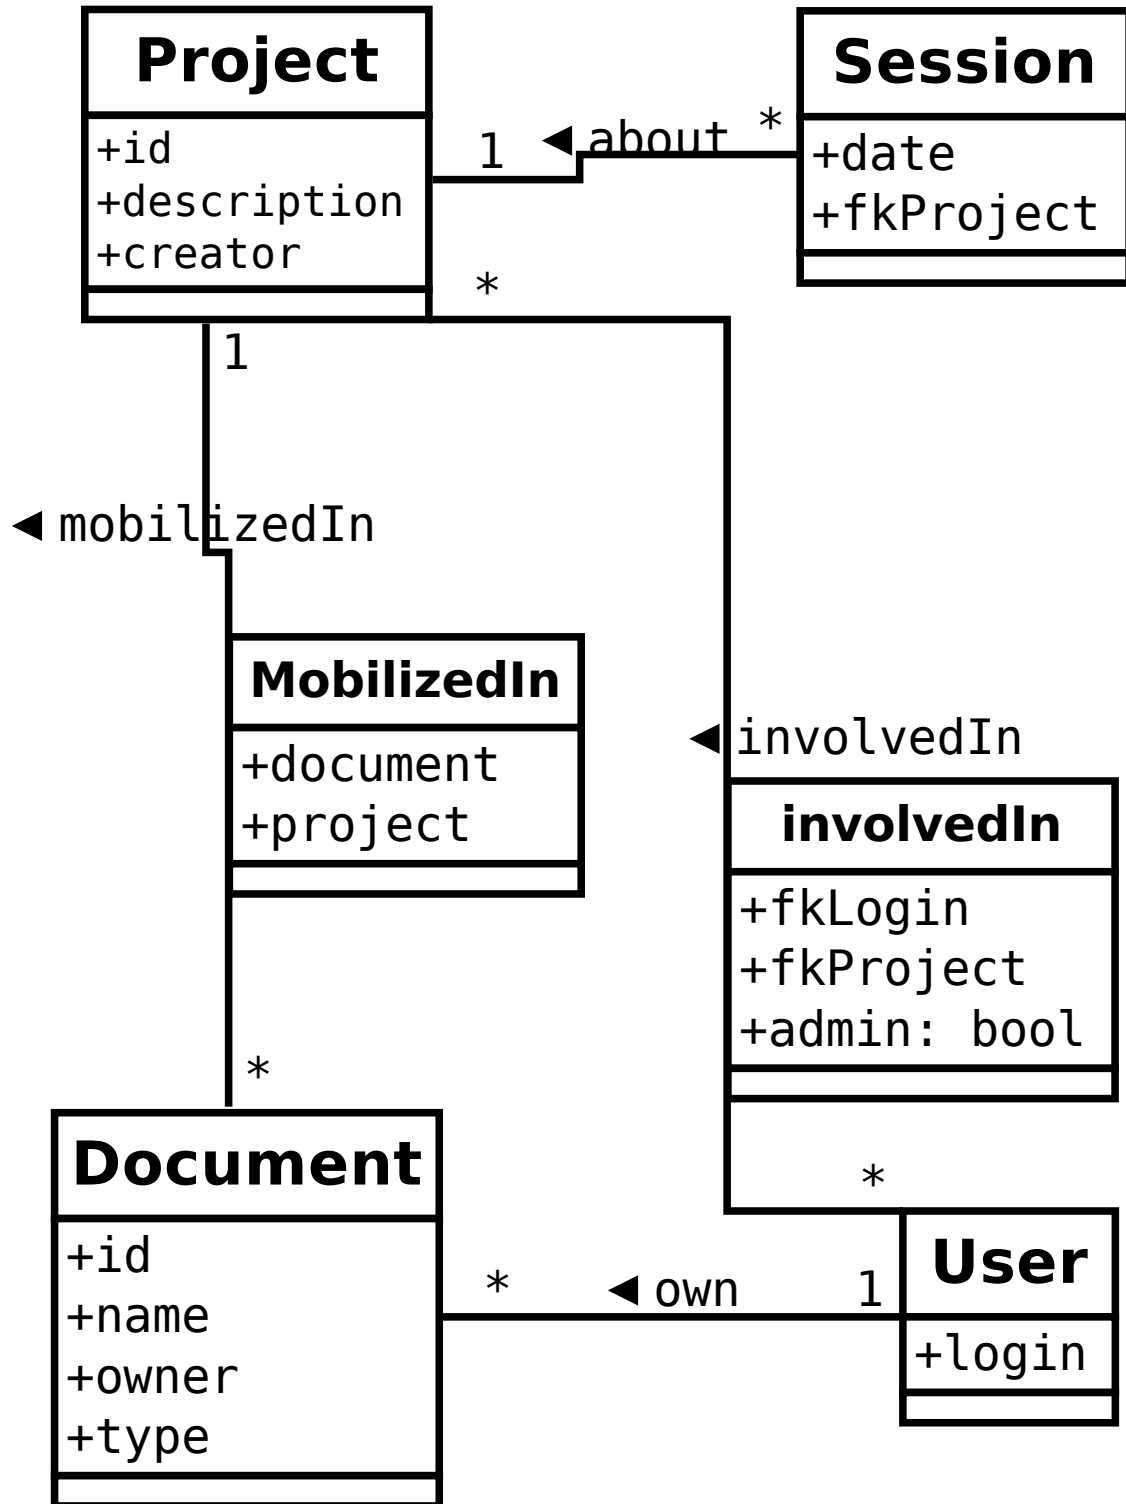 Project
+id
+description
+creator
Session
+date
+fkProject
1
◄ about
*
*
1
◄ mobilizedIn
MobilizedIn
+document
+project
◄ involvedIn
involvedIn
+fkLogin
+fkProject
+admin: bool
*
*
Document
+id
+name
+owner
+type
*
◄ own
1
User
+login